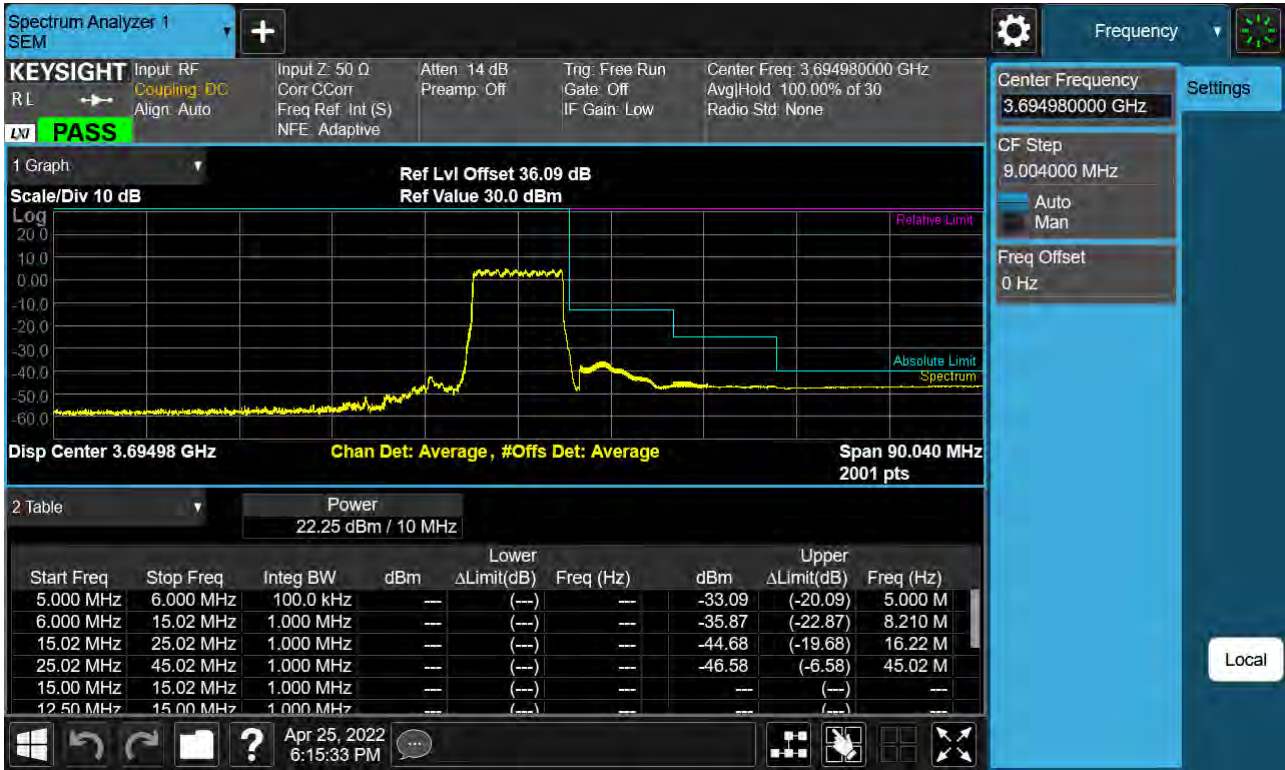 Spectrum Analyzer 1
SEM
Frequency
KEYSIGHT
R L
LXI PASS
Input: RF
Coupling: DC
Align: Auto
Input Z: 50 Ω
Corr CCorr
Freq Ref: Int (S)
NFE: Adaptive
Atten: 14 dB
Preamp: Off
Trig: Free Run
Gate: Off
IF Gain: Low
Center Freq: 3.694980000 GHz
Avg|Hold: 100.00% of 30
Radio Std: None
Center Frequency
3.694980000 GHz
Settings
CF Step
9.004000 MHz
Auto
Man
Freq Offset
0 Hz
Local
1 Graph
Ref Lvl Offset 36.09 dB
Scale/Div 10 dB
Ref Value 30.0 dBm
Log
20.0
10.0
0.00
-10.0
-20.0
-30.0
-40.0
-50.0
-60.0
Relative Limit
Absolute Limit
Spectrum
Disp Center 3.69498 GHz
Chan Det: Average, #Offs Det: Average
Span 90.040 MHz
2001 pts
2 Table
Power
22.25 dBm / 10 MHz
Lower Upper
Start Freq Stop Freq Integ BW dBm ΔLimit(dB) Freq (Hz) dBm ΔLimit(dB) Freq (Hz)
5.000 MHz 6.000 MHz 100.0 kHz --- (---) --- -33.09 (-20.09) 5.000 M
6.000 MHz 15.02 MHz 1.000 MHz --- (---) --- -35.87 (-22.87) 8.210 M
15.02 MHz 25.02 MHz 1.000 MHz --- (---) --- -44.68 (-19.68) 16.22 M
25.02 MHz 45.02 MHz 1.000 MHz --- (---) --- -46.58 (-6.58) 45.02 M
15.00 MHz 15.02 MHz 1.000 MHz --- (---) --- --- (---) ---
12.50 MHz 15.00 MHz 1.000 MHz --- (---) --- --- (---) ---
?
Apr 25, 2022
6:15:33 PM